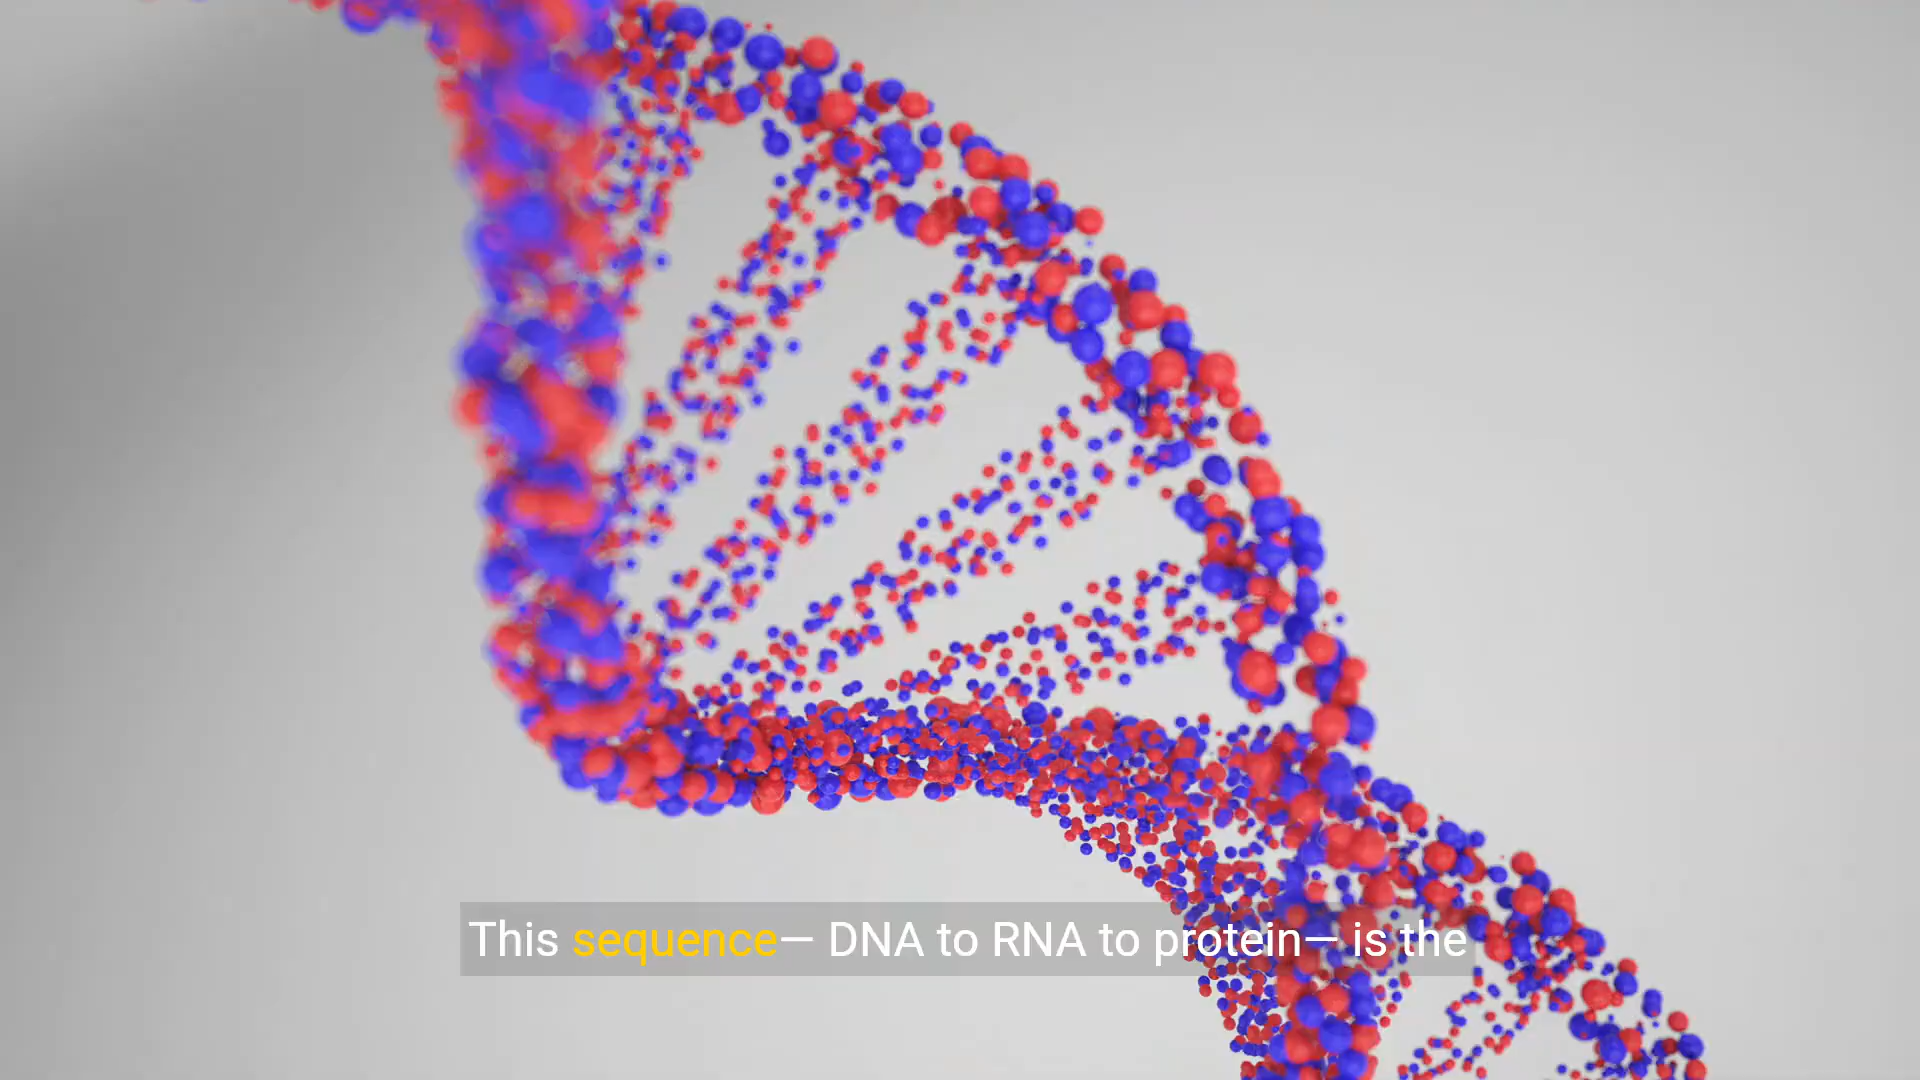 This sequence— DNA to RNA to protein— is the